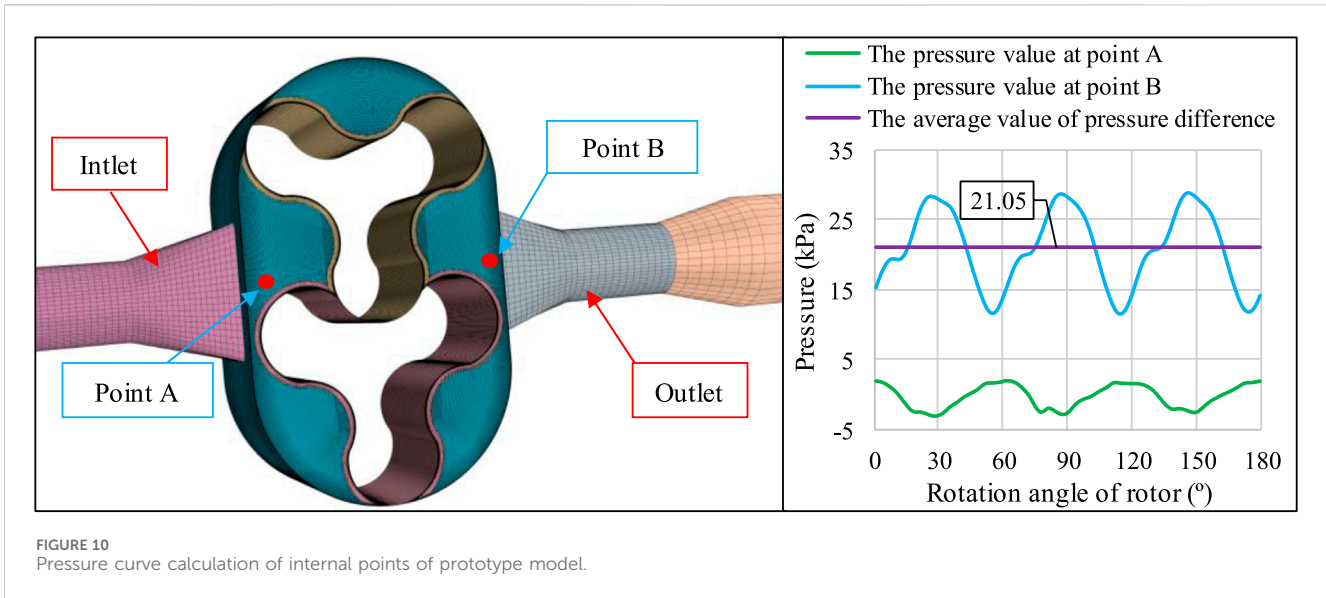 Intlet
Point A
Point B
Outlet
The pressure value at point A
The pressure value at point B
The average value of pressure difference
35
25
15
5
-5
Pressure (kPa)
21.05
0 30 60 90 120 150 180
Rotation angle of rotor (º)
FIGURE 10
Pressure curve calculation of internal points of prototype model.